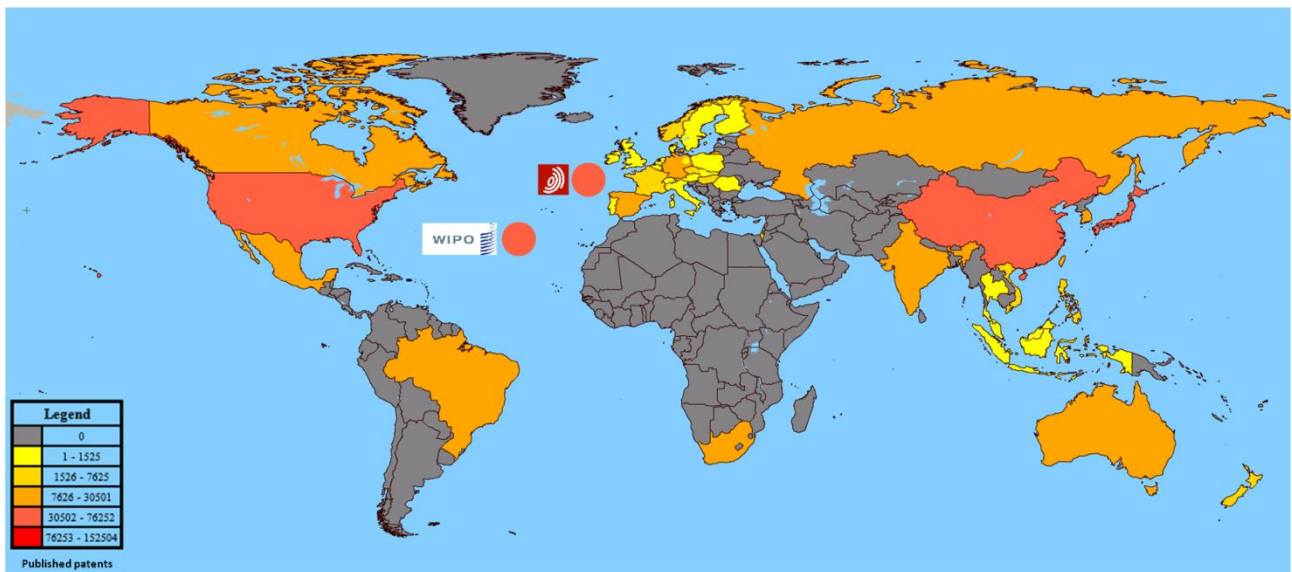 WIPO
Legend
0
1 - 1525
1526 - 7625
7626 - 30501
30502 - 76252
76253 - 152504
Published patents